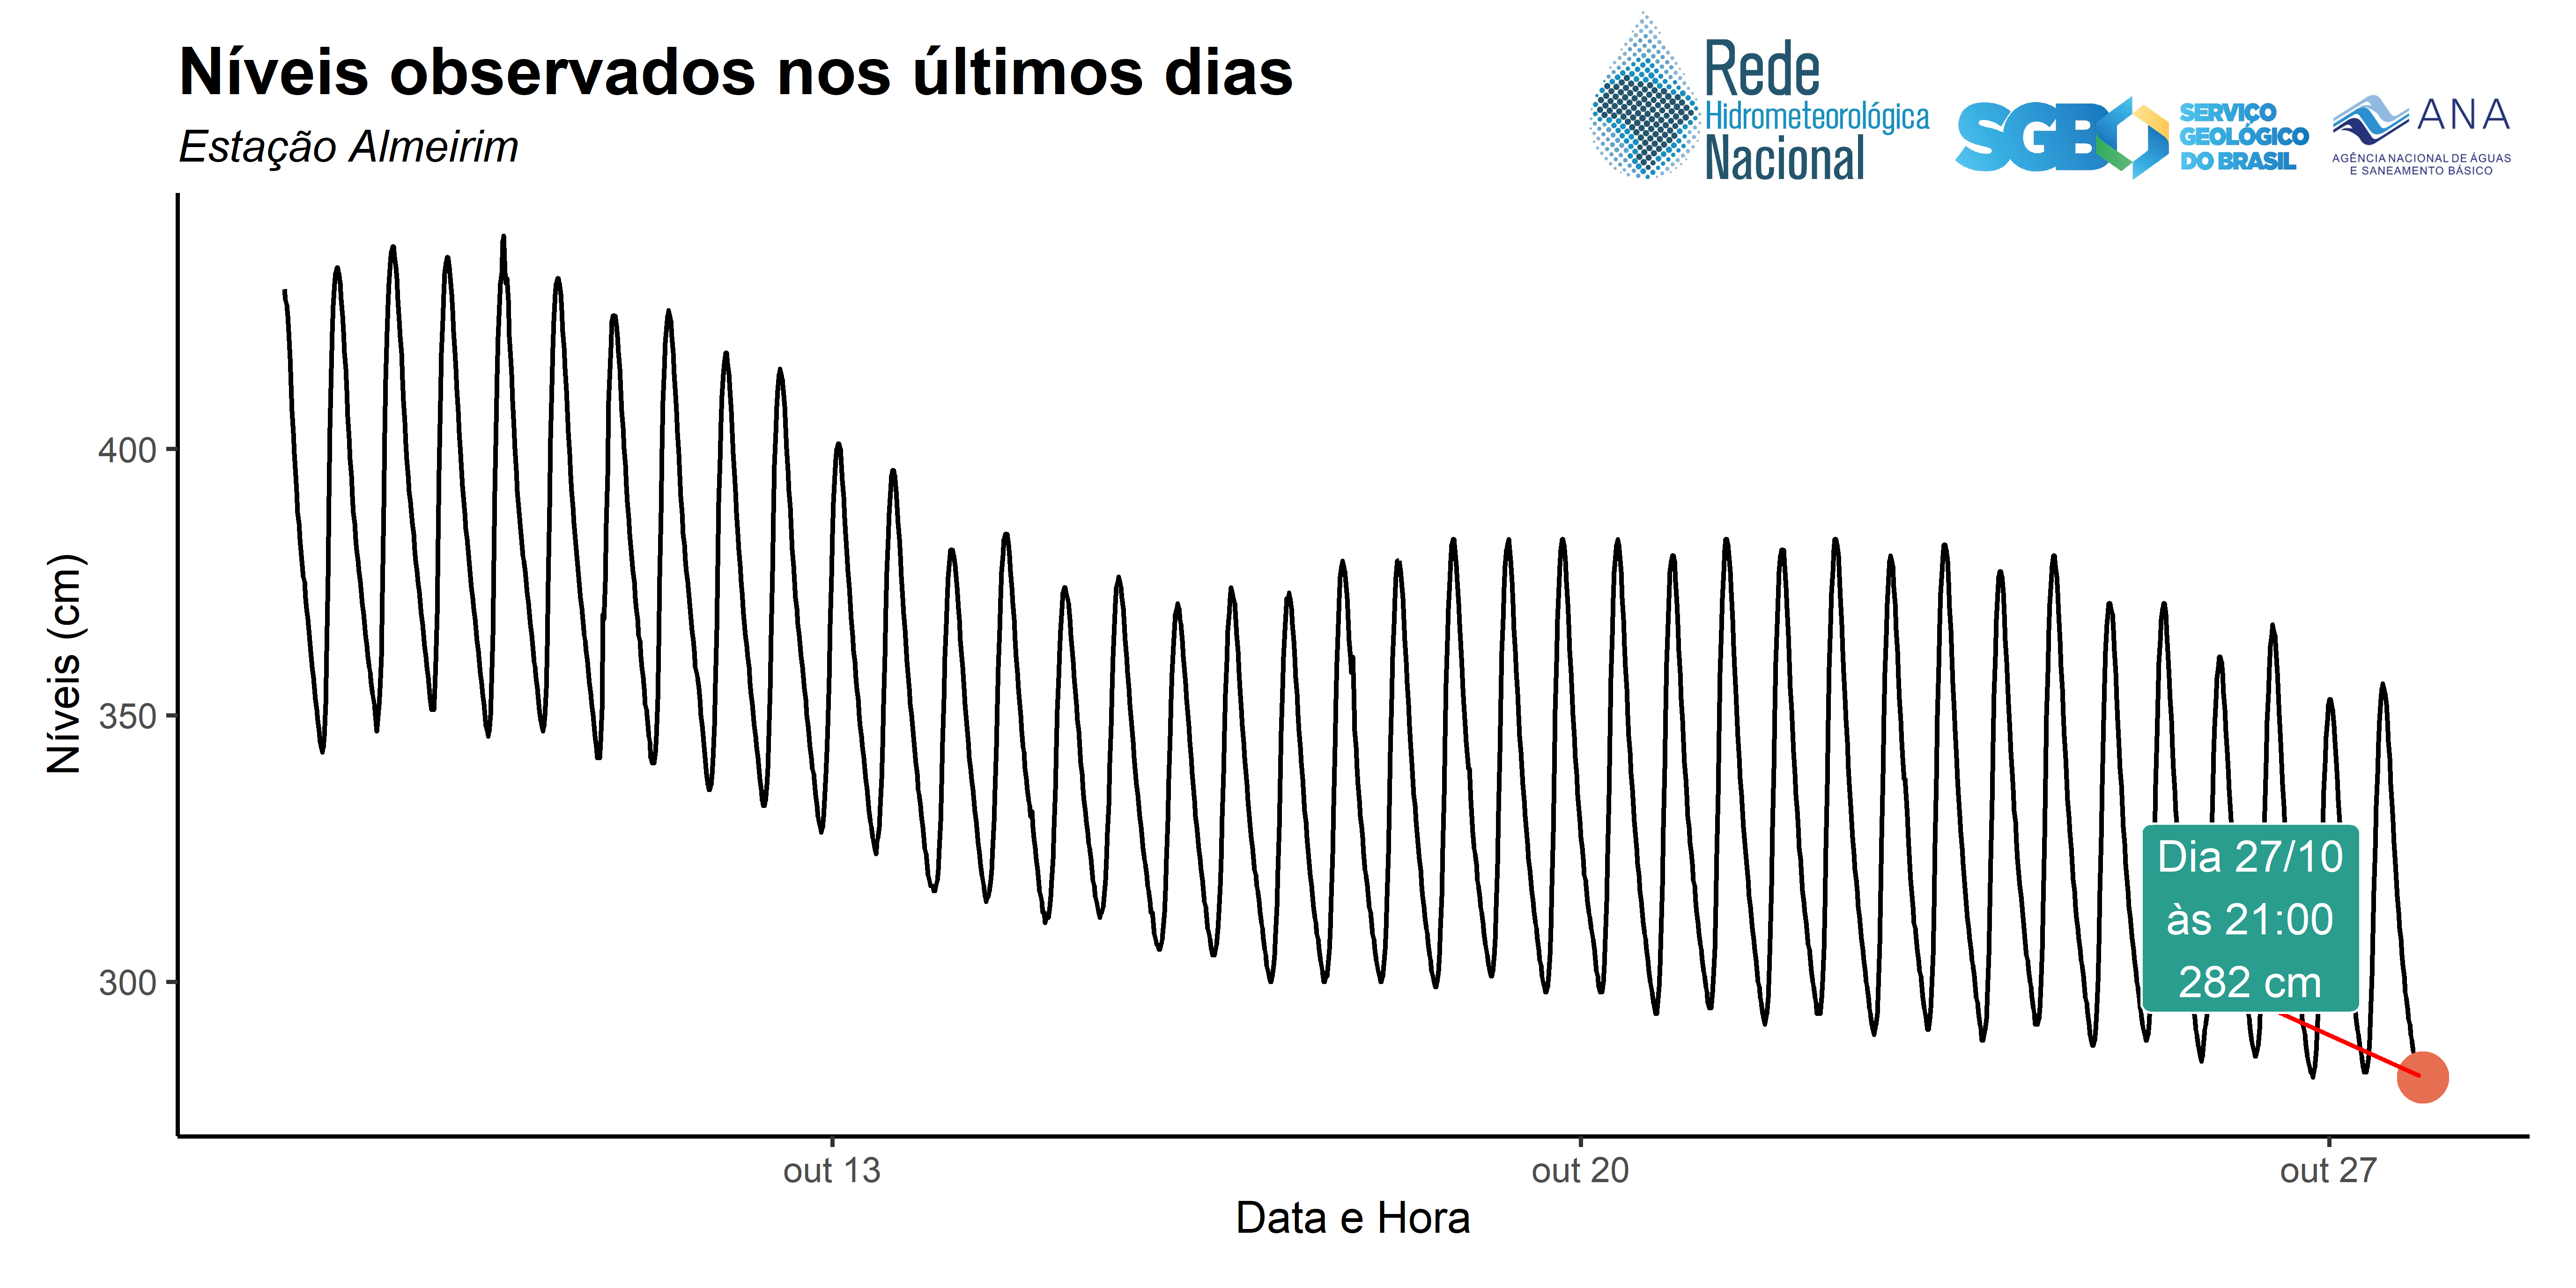 Níveis observados nos últimos dias
Estação Almeirim
Rede
Hidrometeorológica
Nacional
SGB
SERVIÇO
GEOLÓGICO
DO BRASIL
ANA
AGÊNCIA NACIONAL DE ÁGUAS
E SANEAMENTO BÁSICO
Níveis (cm)
400
350
300
Dia 27/10
às 21:00
282 cm
out 13
out 20
out 27
Data e Hora